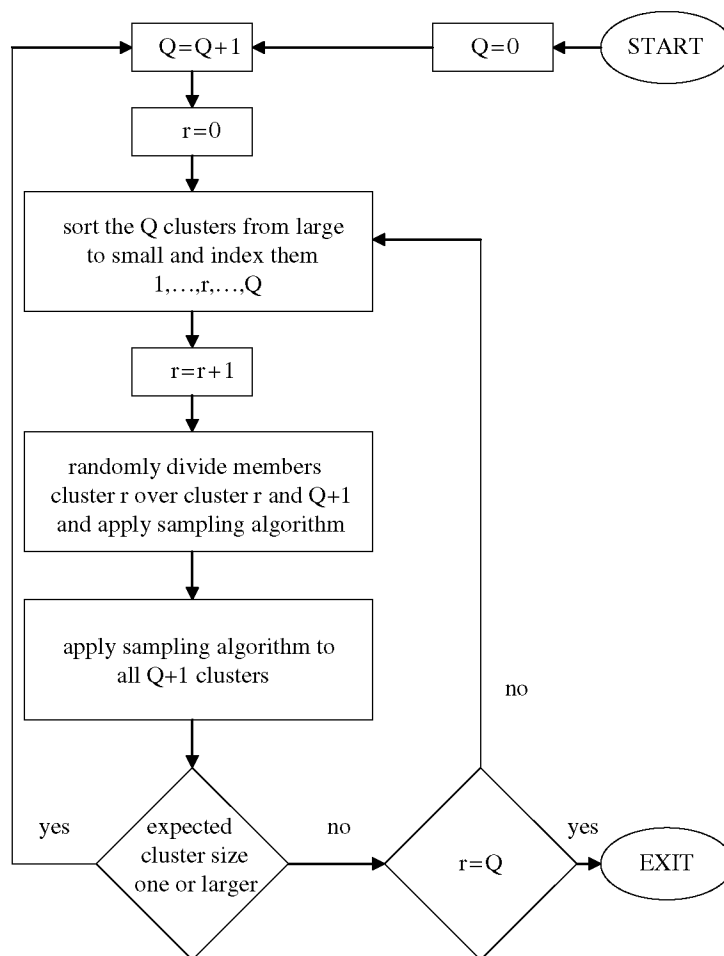 START
Q=0
Q=Q+1
r=0
sort the Q clusters from large
to small and index them
1,…,r,…,Q
r=r+1
randomly divide members
cluster r over cluster r and Q+1
and apply sampling algorithm
apply sampling algorithm to
all Q+1 clusters
no
yes
expected
cluster size
one or larger
no
r=Q
yes
EXIT